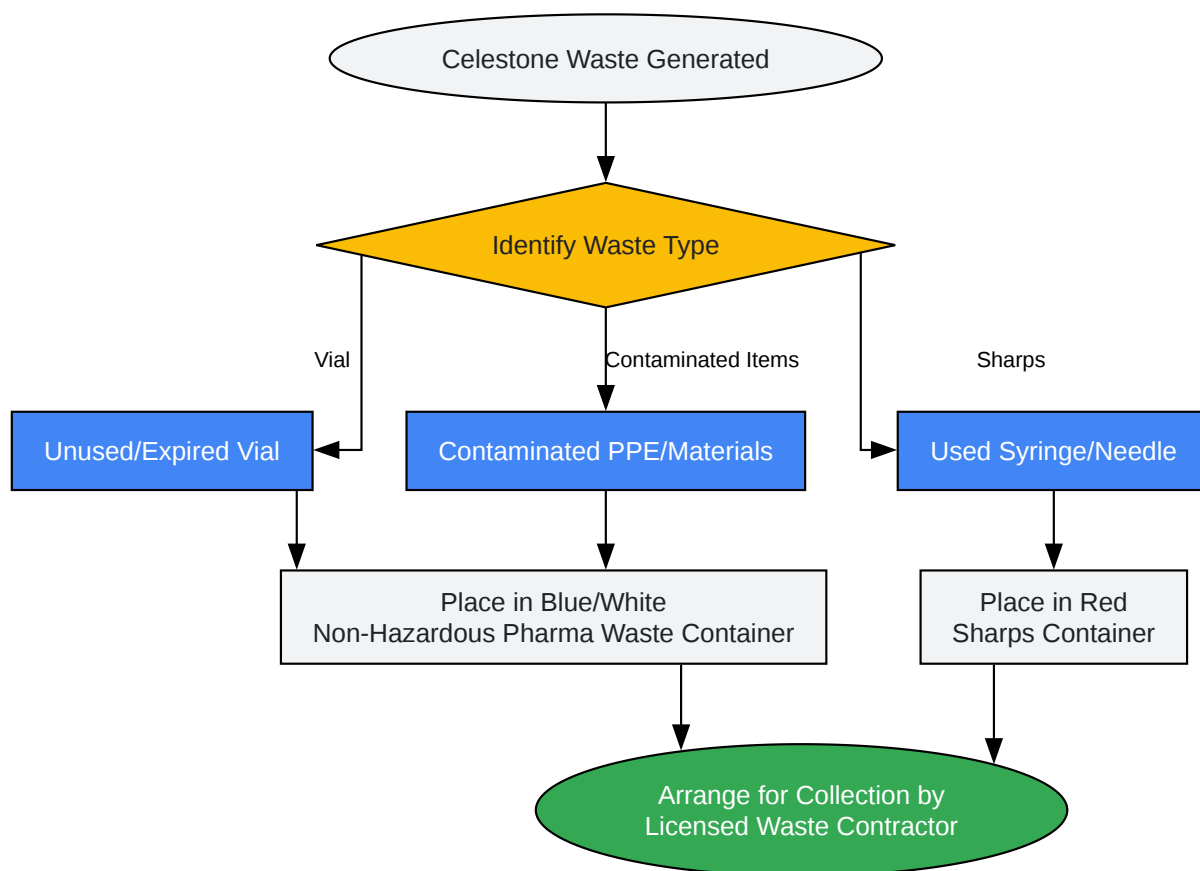 Celestone Waste Generated
Identify Waste Type
Vial
Contaminated Items
Sharps
Unused/Expired Vial
Contaminated PPE/Materials
Used Syringe/Needle
Place in Blue/White
Non-Hazardous Pharma Waste Container
Place in Red
Sharps Container
Arrange for Collection by
Licensed Waste Contractor